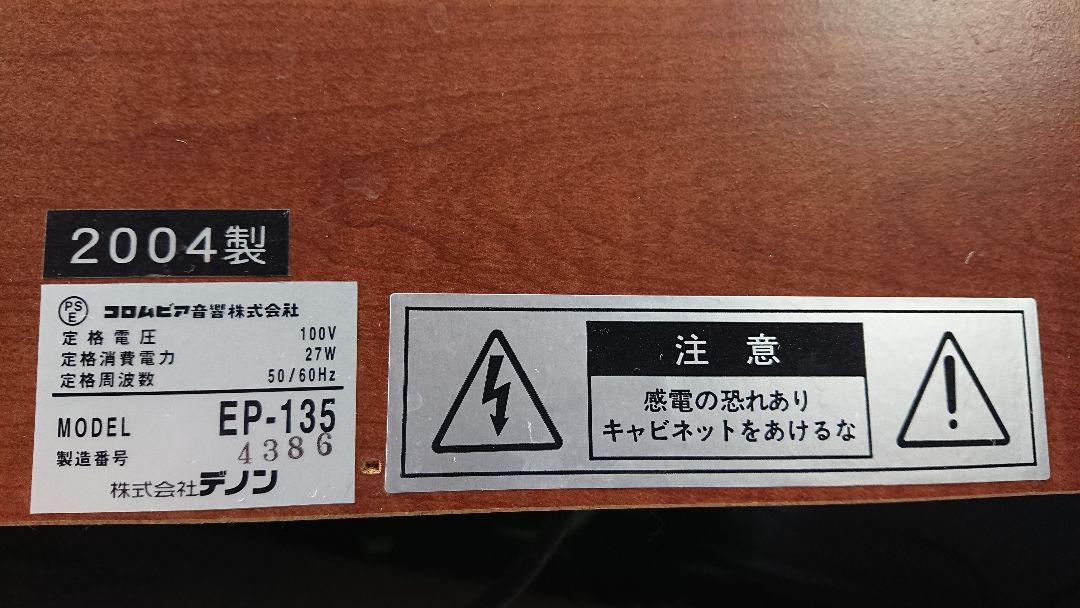 2004製
PSE コロムビア音響株式会社
定格電圧 100V
定格消費電力 27W
定格周波数 50/60Hz
MODEL EP-135
製造番号 4386
株式会社デノン
注意
感電の恐れあり
キャビネットをあけるな